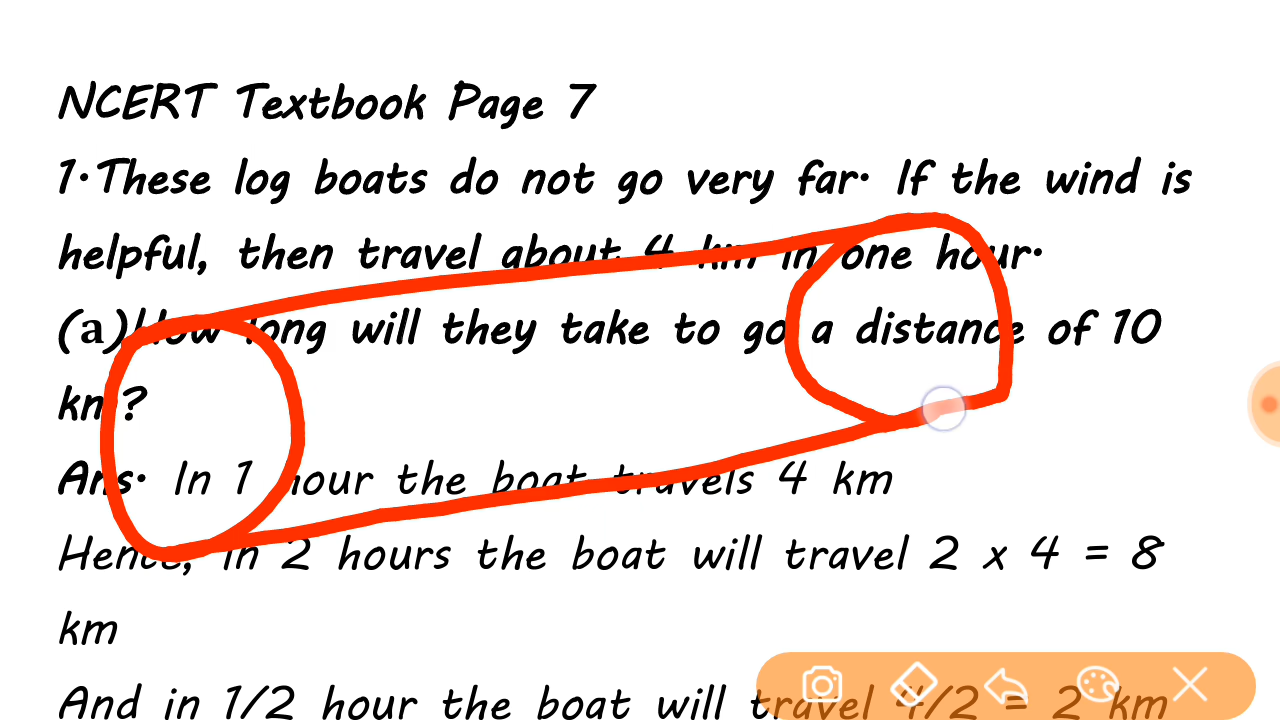 NCERT Textbook Page 7
1·These log boats do not go very far· If the wind is
helpful, then travel about 4 km in one hour·
(a)How long will they take to go a distance of 10
km?
Ans· In 1 hour the boat travels 4 km
Hence, in 2 hours the boat will travel 2 x 4 = 8
km
And in 1/2 hour the boat will travel 4/2 = 2 km